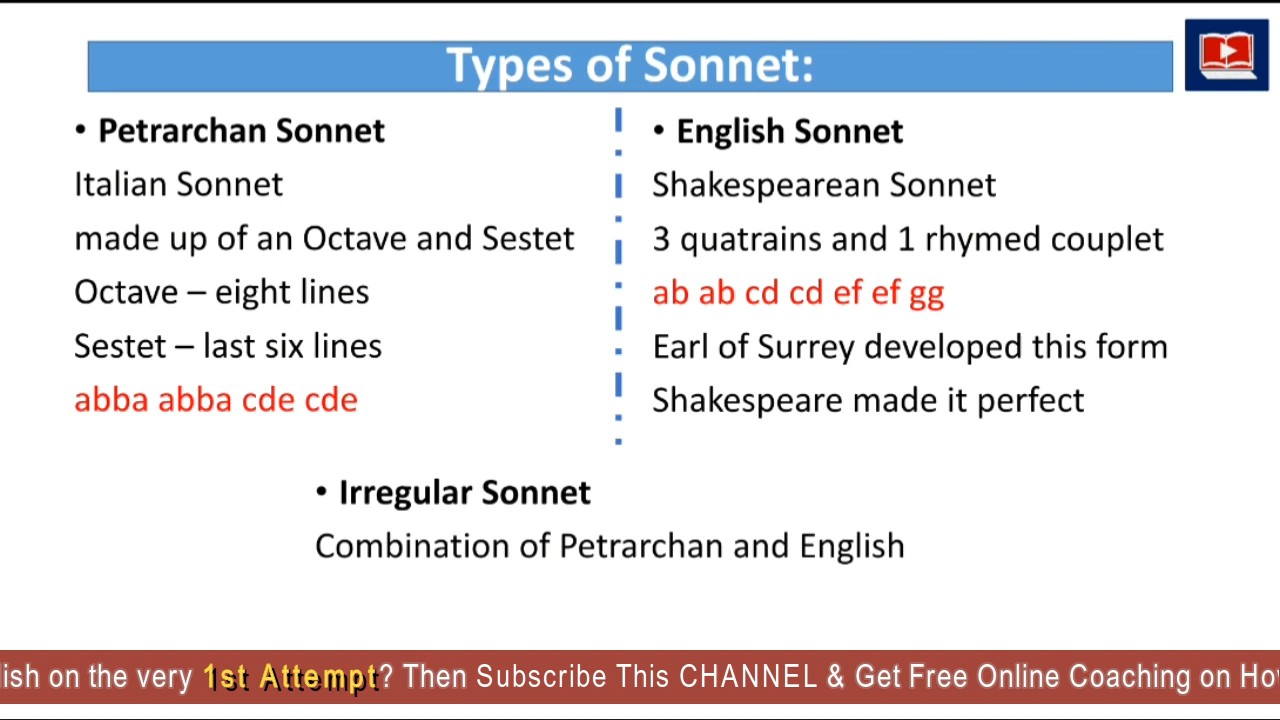 Types of Sonnet:
• Petrarchan Sonnet
Italian Sonnet
made up of an Octave and Sestet
Octave – eight lines
Sestet – last six lines
abba abba cde cde
• English Sonnet
Shakespearean Sonnet
3 quatrains and 1 rhymed couplet
ab ab cd cd ef ef gg
Earl of Surrey developed this form
Shakespeare made it perfect
• Irregular Sonnet
Combination of Petrarchan and English
on the very 1st Attempt? Then Subscribe This CHANNEL & Get Free Online Coaching on